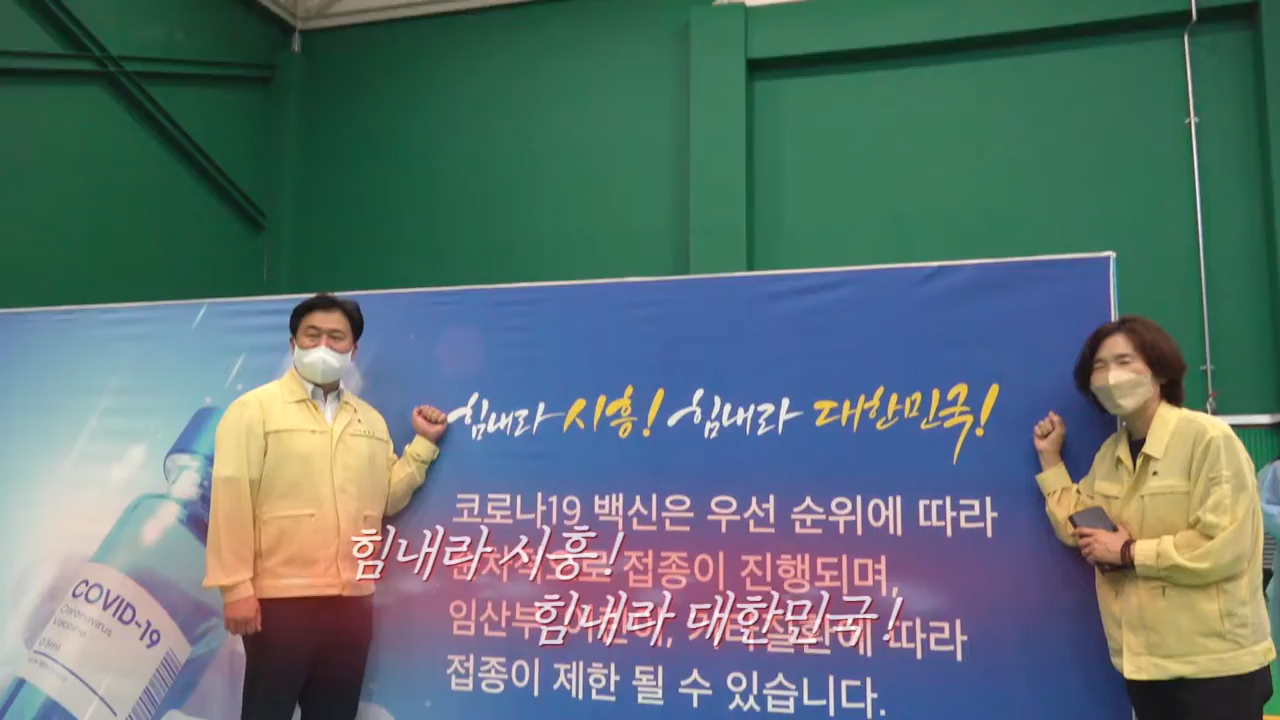 힘내라 시흥! 힘내라 대한민국!
코로나19 백신은 우선 순위에 따라
힘내라 시흥!
접종이 진행되며,
힘내라 대한민국!
임산부 따라
접종이 제한 될 수 있습니다.
COVID-19
Coronavirus
Vaccine